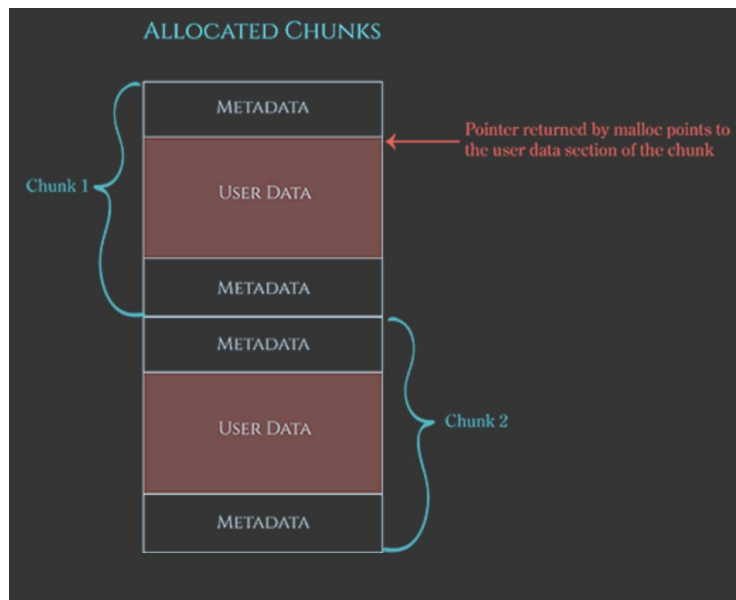 ALLOCATED CHUNKS
METADATA
Pointer returned by malloc points to
the user data section of the chunk
Chunk 1
USER DATA
METADATA
METADATA
USER DATA
Chunk 2
METADATA